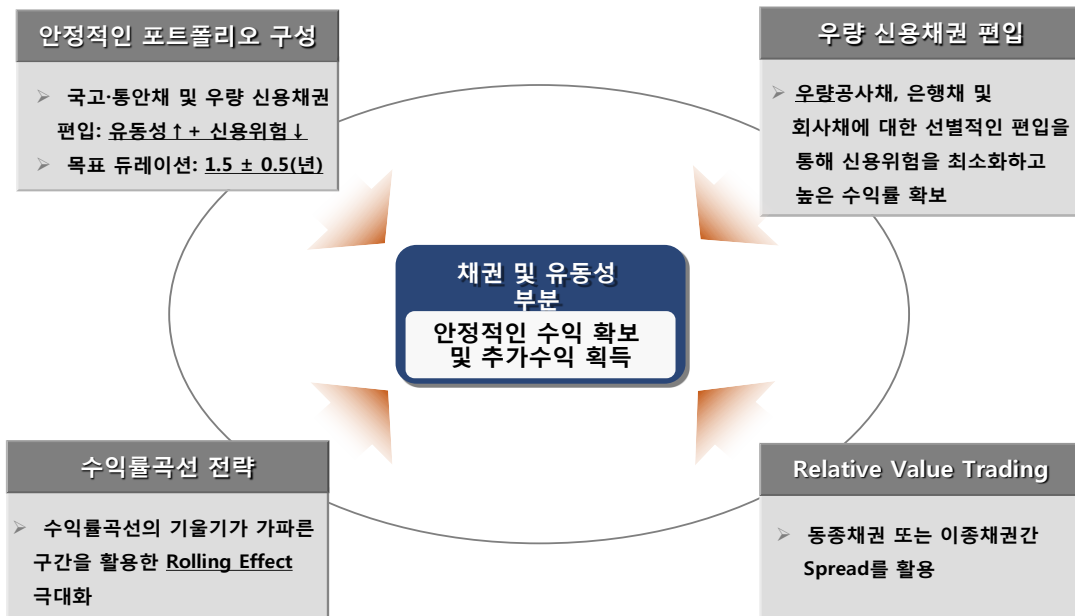 안정적인 포트폴리오 구성
➢ 국고·통안채 및 우량 신용채권
편입: 유동성↑+ 신용위험↓
➢ 목표 듀레이션: 1.5 ± 0.5(년)
우량 신용채권 편입
➢ 우량공사채, 은행채 및
회사채에 대한 선별적인 편입을
통해 신용위험을 최소화하고
높은 수익률 확보
채권 및 유동성
부분
안정적인 수익 확보
및 추가수익 획득
수익률곡선 전략
➢ 수익률곡선의 기울기가 가파른
구간을 활용한 Rolling Effect
극대화
Relative Value Trading
➢ 동종채권 또는 이종채권간
Spread를 활용